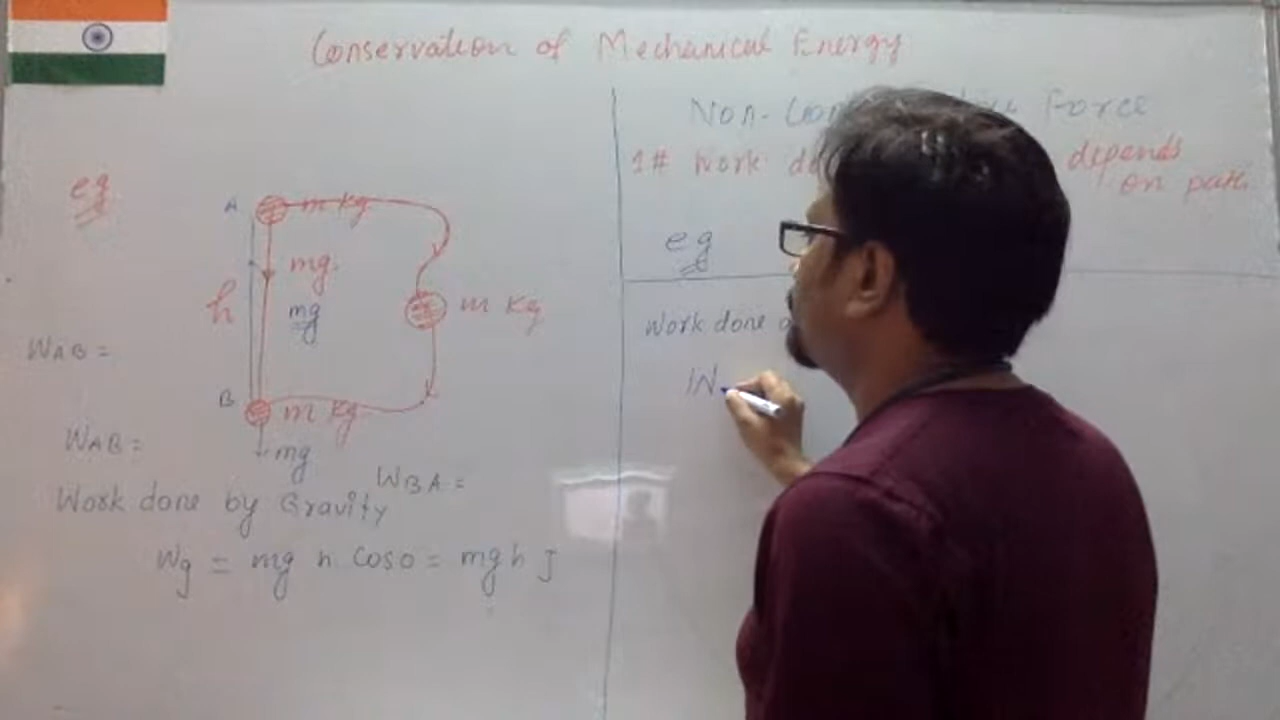 Conservation of Mechanical Energy
eg
A
m kg
mg.
h
mg
m kg
WAB =
B
m kg
mg
WAB =
WBA =
Work done by Gravity
Wg = mg h Cos0 = mgh J
Non-
Force
1# Work
depends
on path.
eg
Work done